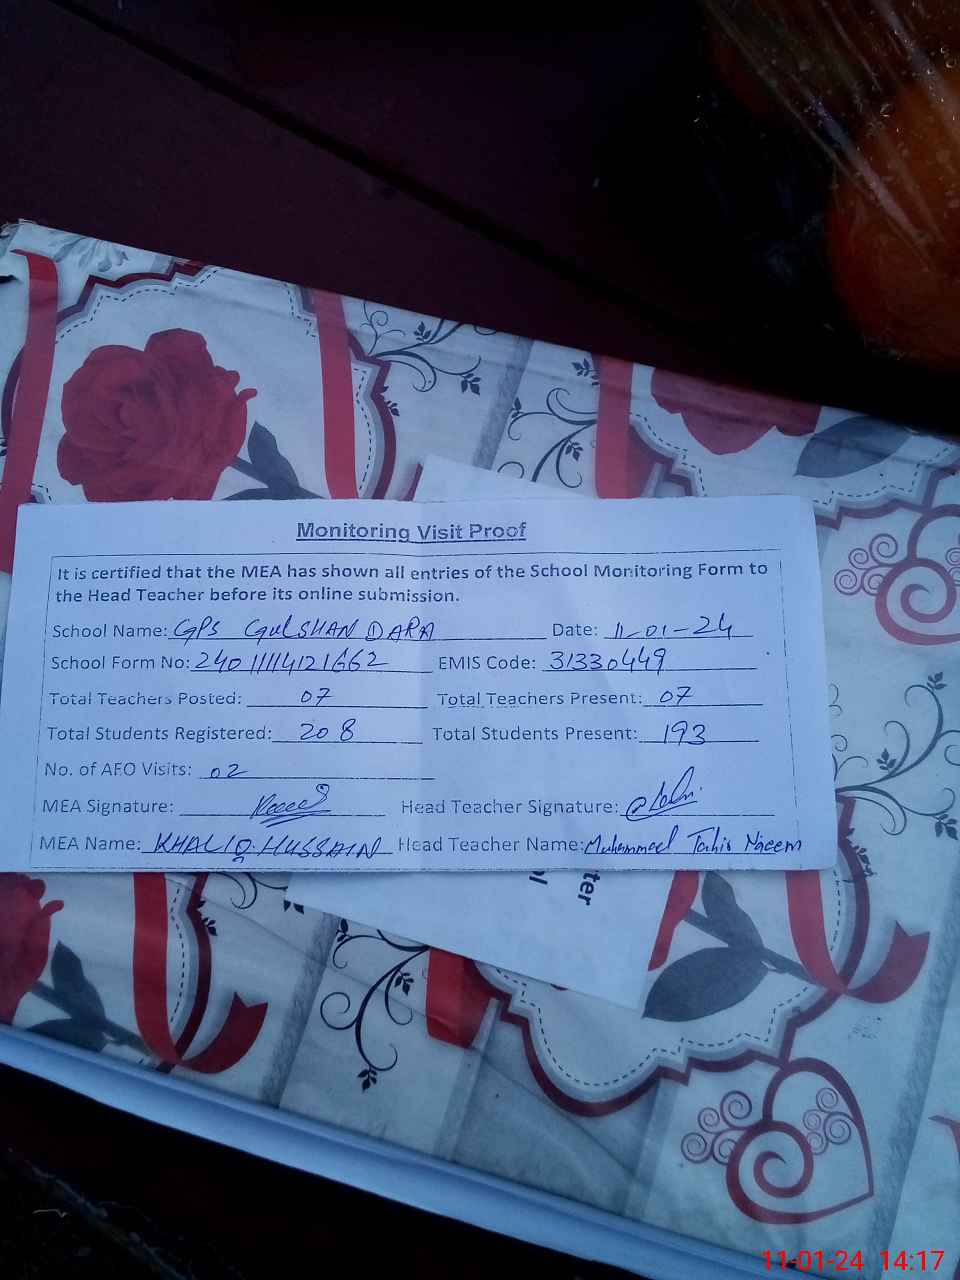 Monitoring Visit Proof
It is certified that the MEA has shown all entries of the School Monitoring Form to
the Head Teacher before its online submission.
School Name: GPS GULSHAN DARA Date: 11-01-24
School Form No: 24011114121662 EMIS Code: 31330449
Total Teachers Posted: 07 Total Teachers Present: 07
Total Students Registered: 208 Total Students Present: 193
No. of AEO Visits: 02
MEA Signature: Head Teacher Signature:
MEA Name: KHALIQ HUSSAIN Head Teacher Name: Muhammad Tahir Naeem
11-01-24 14:17